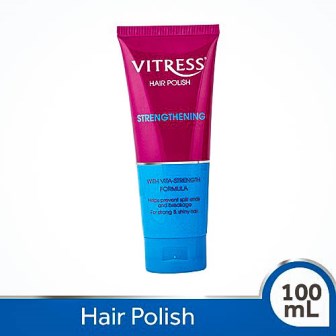 VITRESS
HAIR POLISH
STRENGTHENING
WITH VITA-STRENGTH
FORMULA
Helps prevent split ends
and breakage
For strong & shiny hair
100
mL
Hair Polish